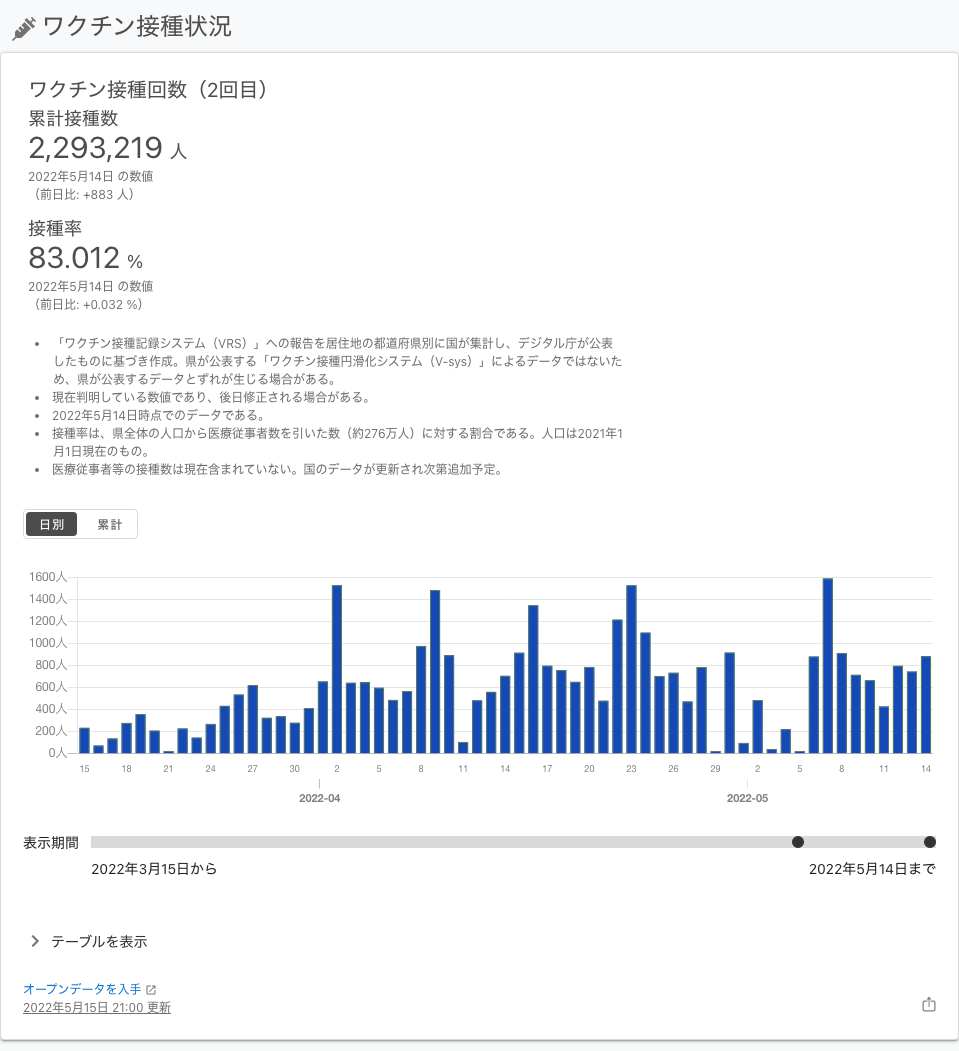 ワクチン接種状況
ワクチン接種回数（2回目）
累計接種数
2,293,219 人
2022年5月14日 の数値
（前日比: +883 人）
接種率
83.012 %
2022年5月14日 の数値
（前日比: +0.032 %）
• 「ワクチン接種記録システム（VRS）」への報告を居住地の都道府県別に国が集計し、デジタル庁が公表
したものに基づき作成。県が公表する「ワクチン接種円滑化システム（V-sys）」によるデータではないた
め、県が公表するデータとずれが生じる場合がある。
• 現在判明している数値であり、後日修正される場合がある。
• 2022年5月14日時点でのデータである。
• 接種率は、県全体の人口から医療従事者数を引いた数（約276万人）に対する割合である。人口は2021年1
月1日現在のもの。
• 医療従事者等の接種数は現在含まれていない。国のデータが更新され次第追加予定。
日別 累計
1600人
1400人
1200人
1000人
800人
600人
400人
200人
0人
15 18 21 24 27 30 2 5 8 11 14 17 20 23 26 29 2 5 8 11 14
2022-04 2022-05
表示期間
2022年3月15日から 2022年5月14日まで
テーブルを表示
オープンデータを入手
2022年5月15日 21:00 更新